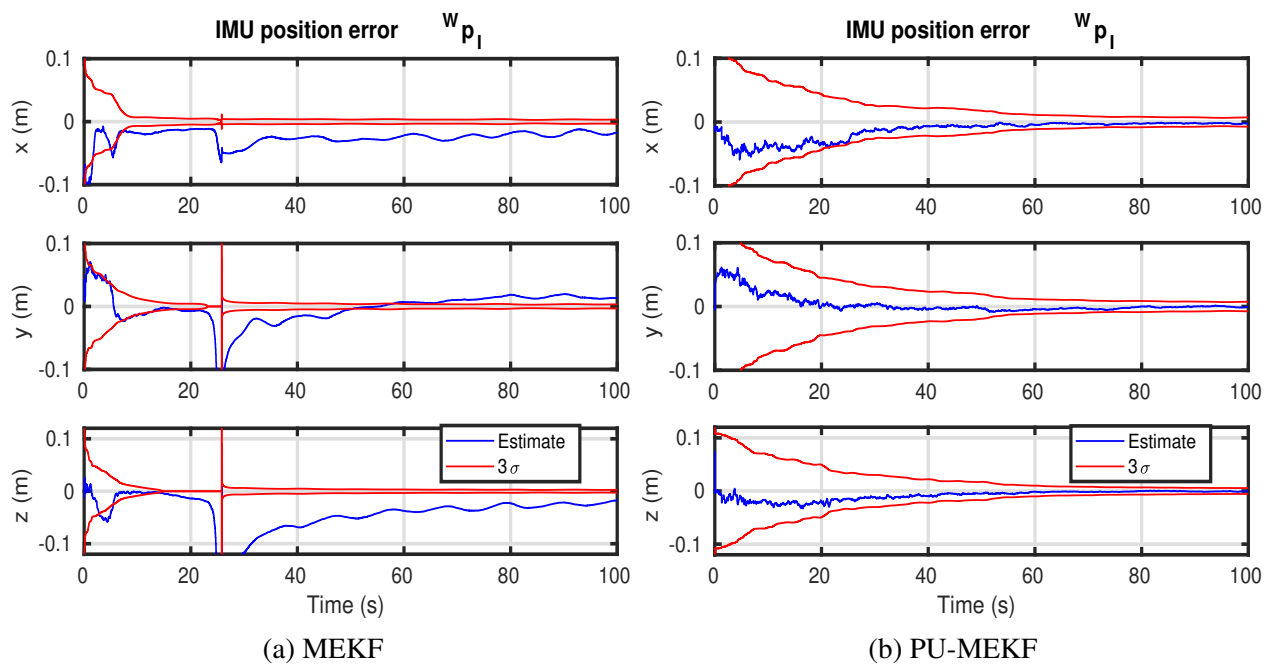 IMU position error W p I
0.1
0
-0.1
x (m)
0 20 40 60 80 100
0.1
0
-0.1
y (m)
0 20 40 60 80 100
0.1
0
-0.1
z (m)
Estimate
3 σ
0 20 40 60 80 100
Time (s)
(a) MEKF
IMU position error W p I
0.1
0
-0.1
x (m)
0 20 40 60 80 100
0.1
0
-0.1
y (m)
0 20 40 60 80 100
0.1
0
-0.1
z (m)
Estimate
3 σ
0 20 40 60 80 100
Time (s)
(b) PU-MEKF